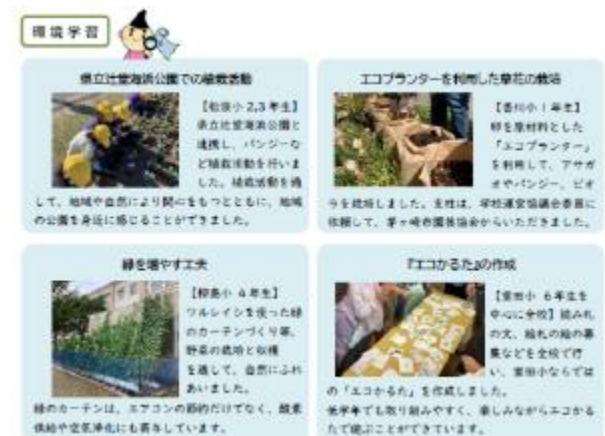 環境学習
県立辻堂海浜公園での植栽活動
【松浪小 2,3 年生】
県立辻堂海浜公園と
連携し、パンジーな
ど植栽活動を行いま
した。植栽活動を通
して、地域や自然により関心をもつとともに、地域
の公園を身近に感じることができました。
エコプランターを利用した草花の栽培
【香川小 1 年生】
卵を原材料とした
「エコプランター」
を利用して、アサガ
オやパンジー、ビオ
ラを栽培しました。支柱は、学校運営協議会委員に
依頼して、茅ヶ崎市園芸協会からいただきました。
緑を増やす工夫
【柳島小 4 年生】
ツルレイシを使った緑
のカーテンづくり等、
野菜の栽培と収穫
を通して、自然にふれ
あいました。
緑のカーテンは、エアコンの節約だけでなく、酸素
供給や空気浄化にも寄与しています。
『エコかるた』の作成
【室田小 6 年生を
中心に全校】読み札
の文、絵札の絵の募
集などを全校で行
い、室田小ならでは
の「エコかるた」を作成しました。
低学年でも取り組みやすく、楽しみながらエコかる
たで遊ぶことができています。